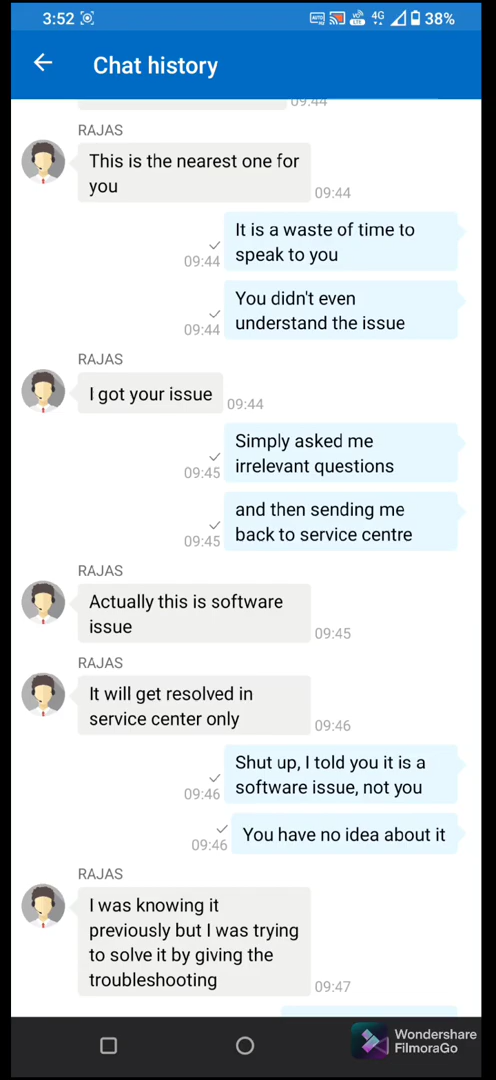 3:52
4G
38%
Chat history
09:44
RAJAS
This is the nearest one for
you
09:44
It is a waste of time to
speak to you
09:44
You didn't even
understand the issue
09:44
RAJAS
I got your issue
09:44
Simply asked me
irrelevant questions
09:45
and then sending me
back to service centre
09:45
RAJAS
Actually this is software
issue
09:45
RAJAS
It will get resolved in
service center only
09:46
Shut up, I told you it is a
software issue, not you
09:46
You have no idea about it
09:46
RAJAS
I was knowing it
previously but I was trying
to solve it by giving the
troubleshooting
09:47
Wondershare
FilmoraGo